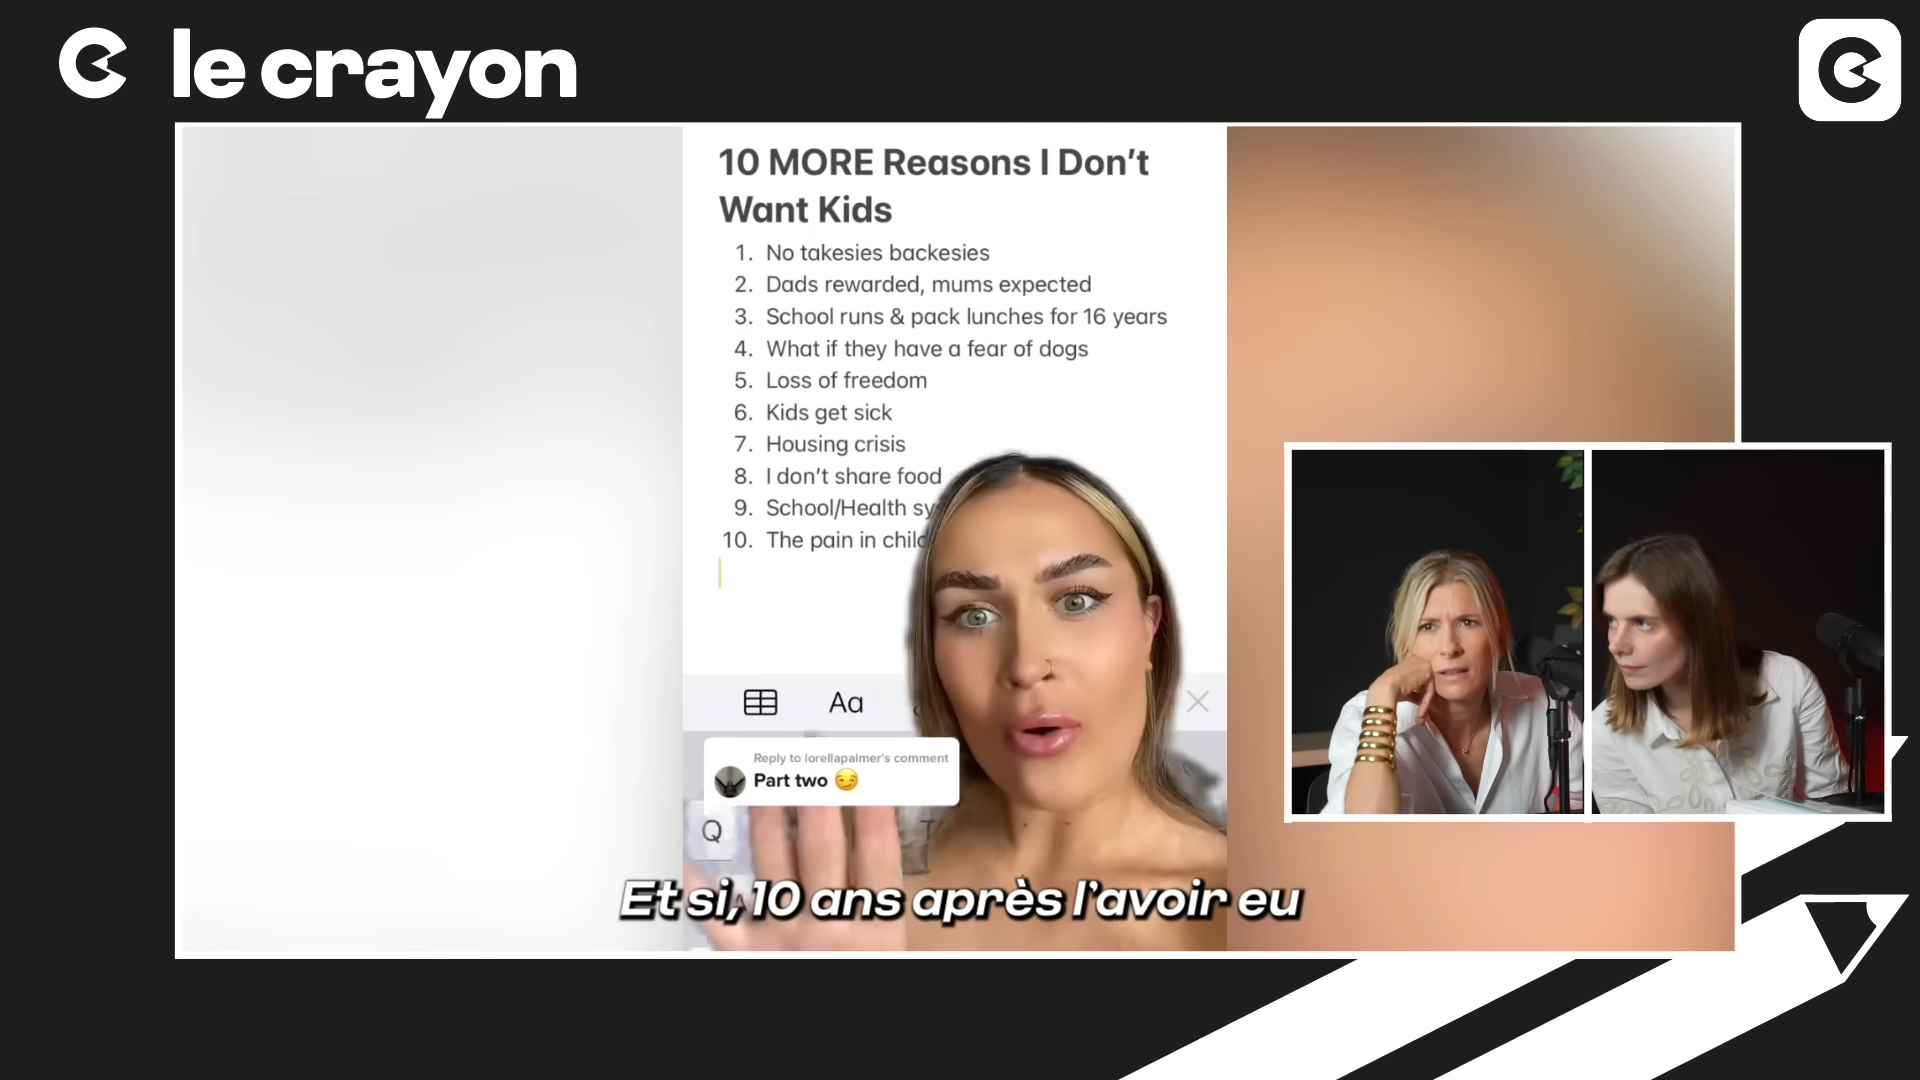 le crayon
10 MORE Reasons I Don't
Want Kids
1. No takesies backesies
2. Dads rewarded, mums expected
3. School runs & pack lunches for 16 years
4. What if they have a fear of dogs
5. Loss of freedom
6. Kids get sick
7. Housing crisis
8. I don't share food
9. School/Health
10. The pain in
Aa
Reply to lorellapalmer's comment
Part two 😏
Q
Et si, 10 ans après l'avoir eu